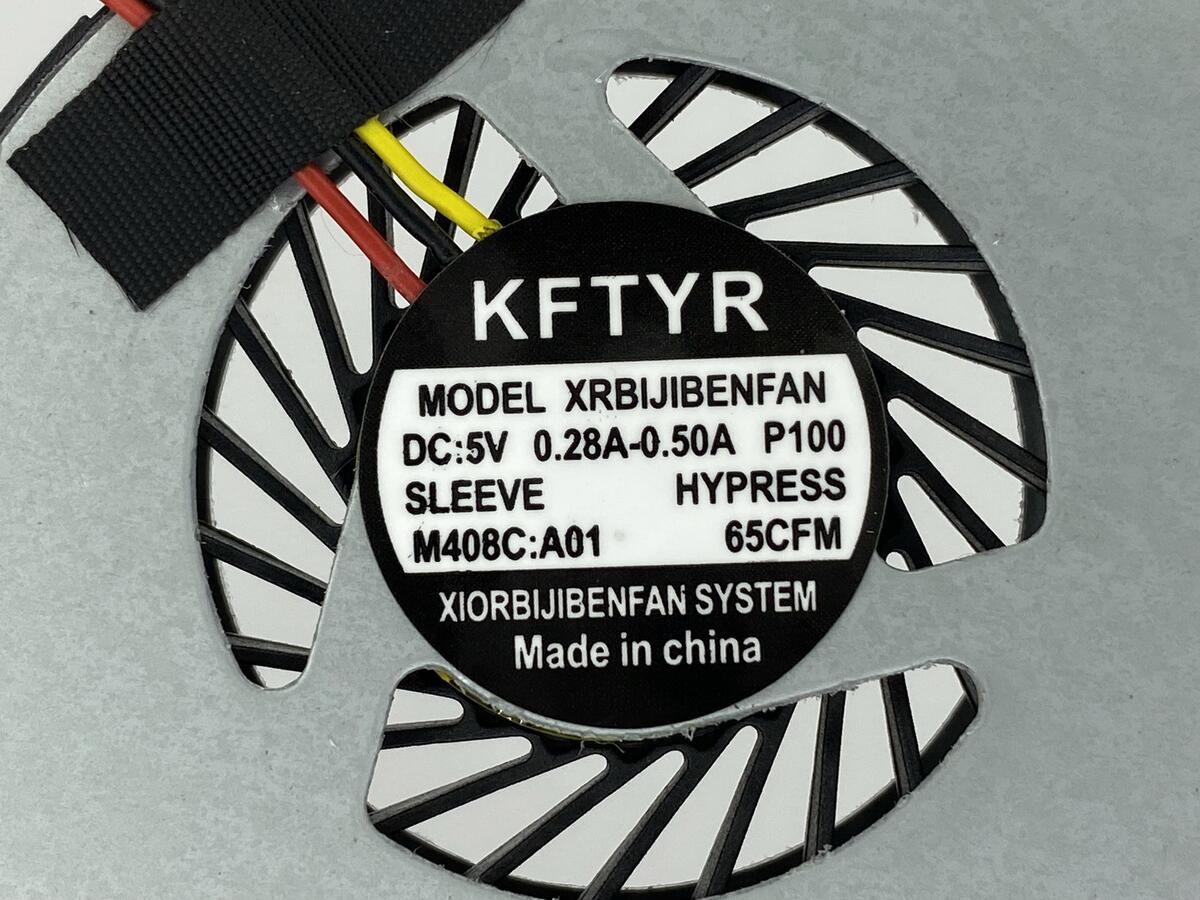 KFTYR
MODEL XRBIJIBENFAN
DC:5V 0.28A-0.50A P100
SLEEVE HYPRESS
M408C:A01 65CFM
XIORBIJIBENFAN SYSTEM
Made in china